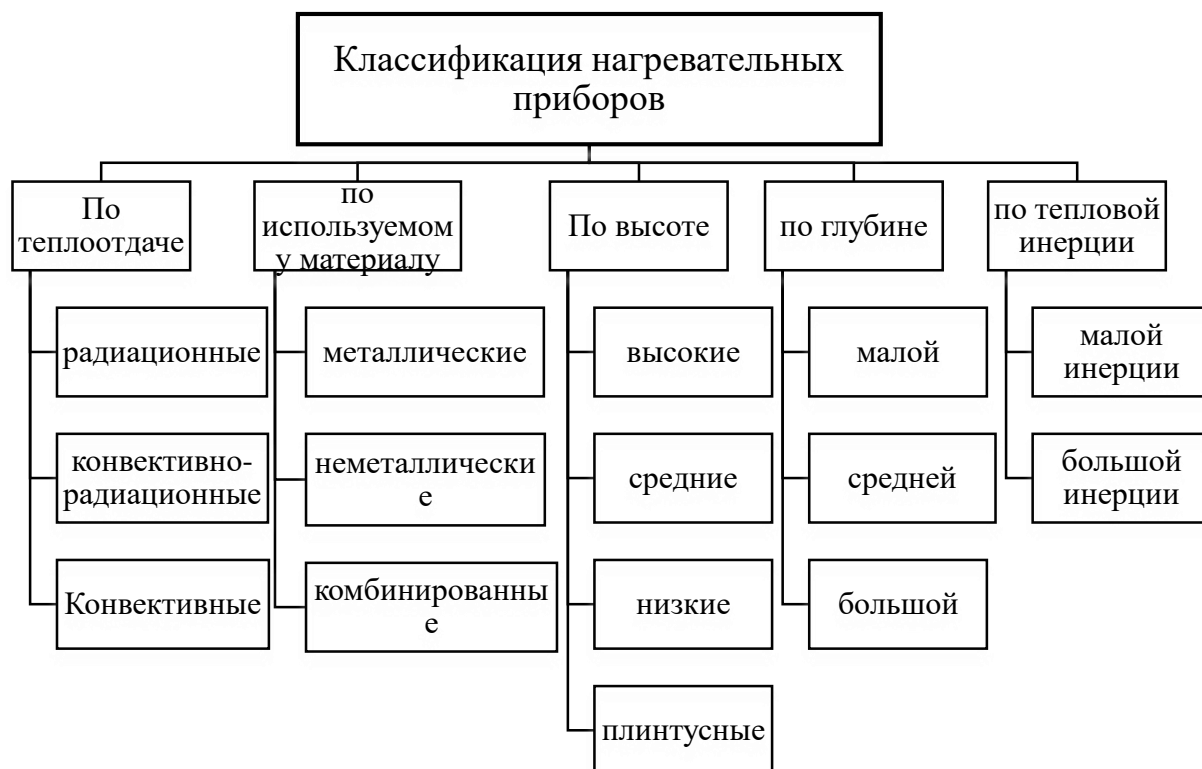 Классификация нагревательных
приборов
По
теплоотдаче
по
используемом
у материалу
По высоте
по глубине
по тепловой
инерции
радиационные
металлические
высокие
малой
малой
инерции
конвективно-
радиационные
неметаллически
е
средние
средней
большой
инерции
Конвективные
комбинированны
е
низкие
большой
плинтусные